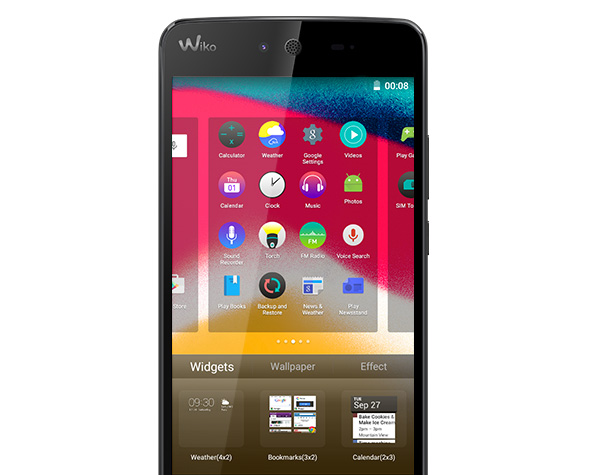 Wiko
00:08
Calculator
Weather
Google
Settings
Videos
Play Ga
Thu
01
Calendar
Clock
Music
Photos
SIM To
FM
Sound
Recorder
Torch
FM Radio
Voice Search
Store
Play Books
Backup and
Restore
News &
Weather
Play
Newsstand
Widgets
Wallpaper
Effect
09:30
TUE
Sep 27
Bake Cookies &
Make Ice Cream
2pm – 3pm
Mountain View
Weather(4x2)
Bookmarks(3x2)
Calendar(2x3)